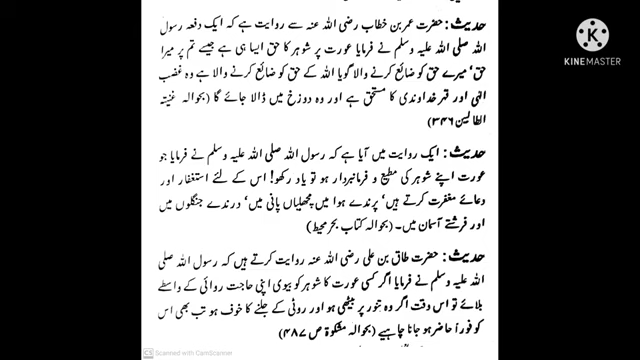 حدیث : حضرت عمر بن خطاب رضی اللہ عنہ سے روایت ہے کہ ایک دفعہ رسول
اللہ صلی اللہ علیہ وسلم نے فرمایا عورت پر شوہر کا حق ایسا ہی ہے جیسے تم پر میرا
حق، میرے حق کو ضائع کرنے والا گویا اللہ کے حق کو ضائع کرنے والا ہے وہ غضب
الہی اور قہر خداوندی کا مستحق ہے اور وہ دوزخ میں ڈالا جائے گا (بحوالہ غنیتہ
الطالبین ۳۴۶)
حدیث : ایک روایت میں آیا ہے کہ رسول اللہ صلی اللہ علیہ وسلم نے فرمایا جو
عورت اپنے شوہر کی مطیع و فرمانبردار ہو تو یاد رکھو! اس کے لئے استغفار اور
دعائے مغفرت کرتے ہیں، پرندے ہوا میں مچھلیاں پانی میں، درندے جنگلوں میں
اور فرشتے آسمان میں۔ (بحوالہ کتاب بحر محیط)
حدیث : حضرت طاق بن علی رضی اللہ عنہ روایت کرتے ہیں کہ رسول اللہ صلی
اللہ علیہ وسلم نے فرمایا اگر کسی عورت کا شوہر کو بیوی اپنی حاجت روائی کے واسطے
بلائے تو اس وقت اگر وہ تنور پر بیٹھی ہو اور روٹی کے جلنے کا خوف ہو تب بھی اس
کو فوراً حاضر ہو جانا چاہیے (بحوالہ مشکوۃ ص ۴۸۷)
KINEMASTER
CS Scanned with CamScanner